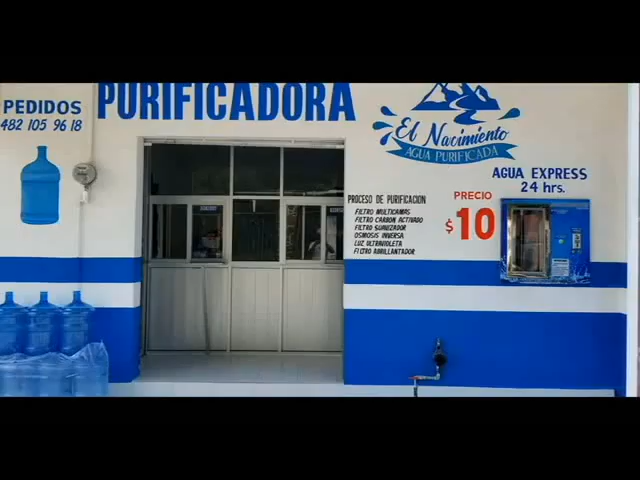 PURIFICADORA
PEDIDOS
482 105 96 18
El Nacimiento
AGUA PURIFICADA
AGUA EXPRESS
24 hrs.
PROCESO DE PURIFICACION
FILTRO MULTICAMAS
FILTRO CARBON ACTIVADO
FILTRO SUAVIZADOR
OSMOSIS INVERSA
LUZ ULTRAVIOLETA
FILTRO ABRILLANTADOR
PRECIO
$10